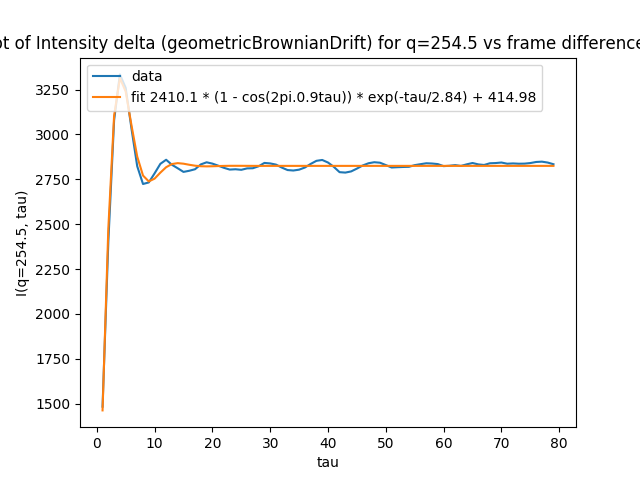 ot of Intensity delta (geometricBrownianDrift) for q=254.5 vs frame difference
data
fit 2410.1 * (1 - cos(2pi.0.9tau)) * exp(-tau/2.84) + 414.98
3250
3000
2750
2500
2250
2000
1750
1500
I(q=254.5, tau)
0 10 20 30 40 50 60 70 80
tau